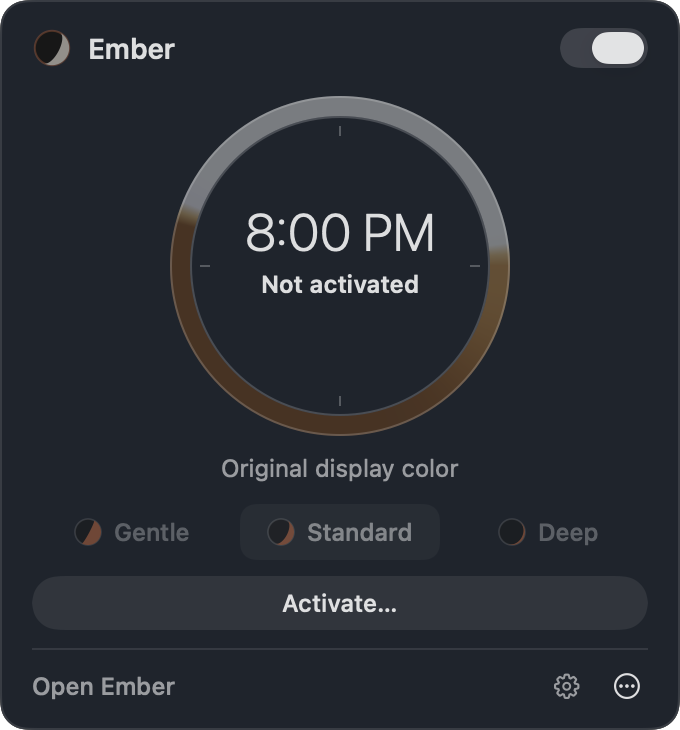 Ember
8:00 PM
Not activated
Original display color
Gentle
Standard
Deep
Activate...
Open Ember